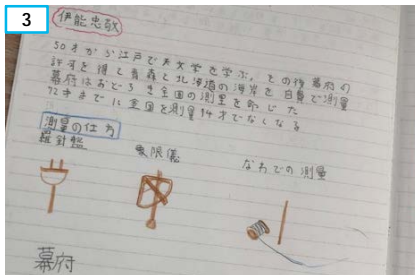 3
伊能忠敬
50才から江戸で天文学を学ぶ。その後幕府の
許可を得て青森と北海道の海岸を自費で測量
幕府はおどろき全国の測量を命じた
72才までに全国を測量74才でなくなる
測量の仕方
羅針盤
象限儀
なわでの測量
幕府